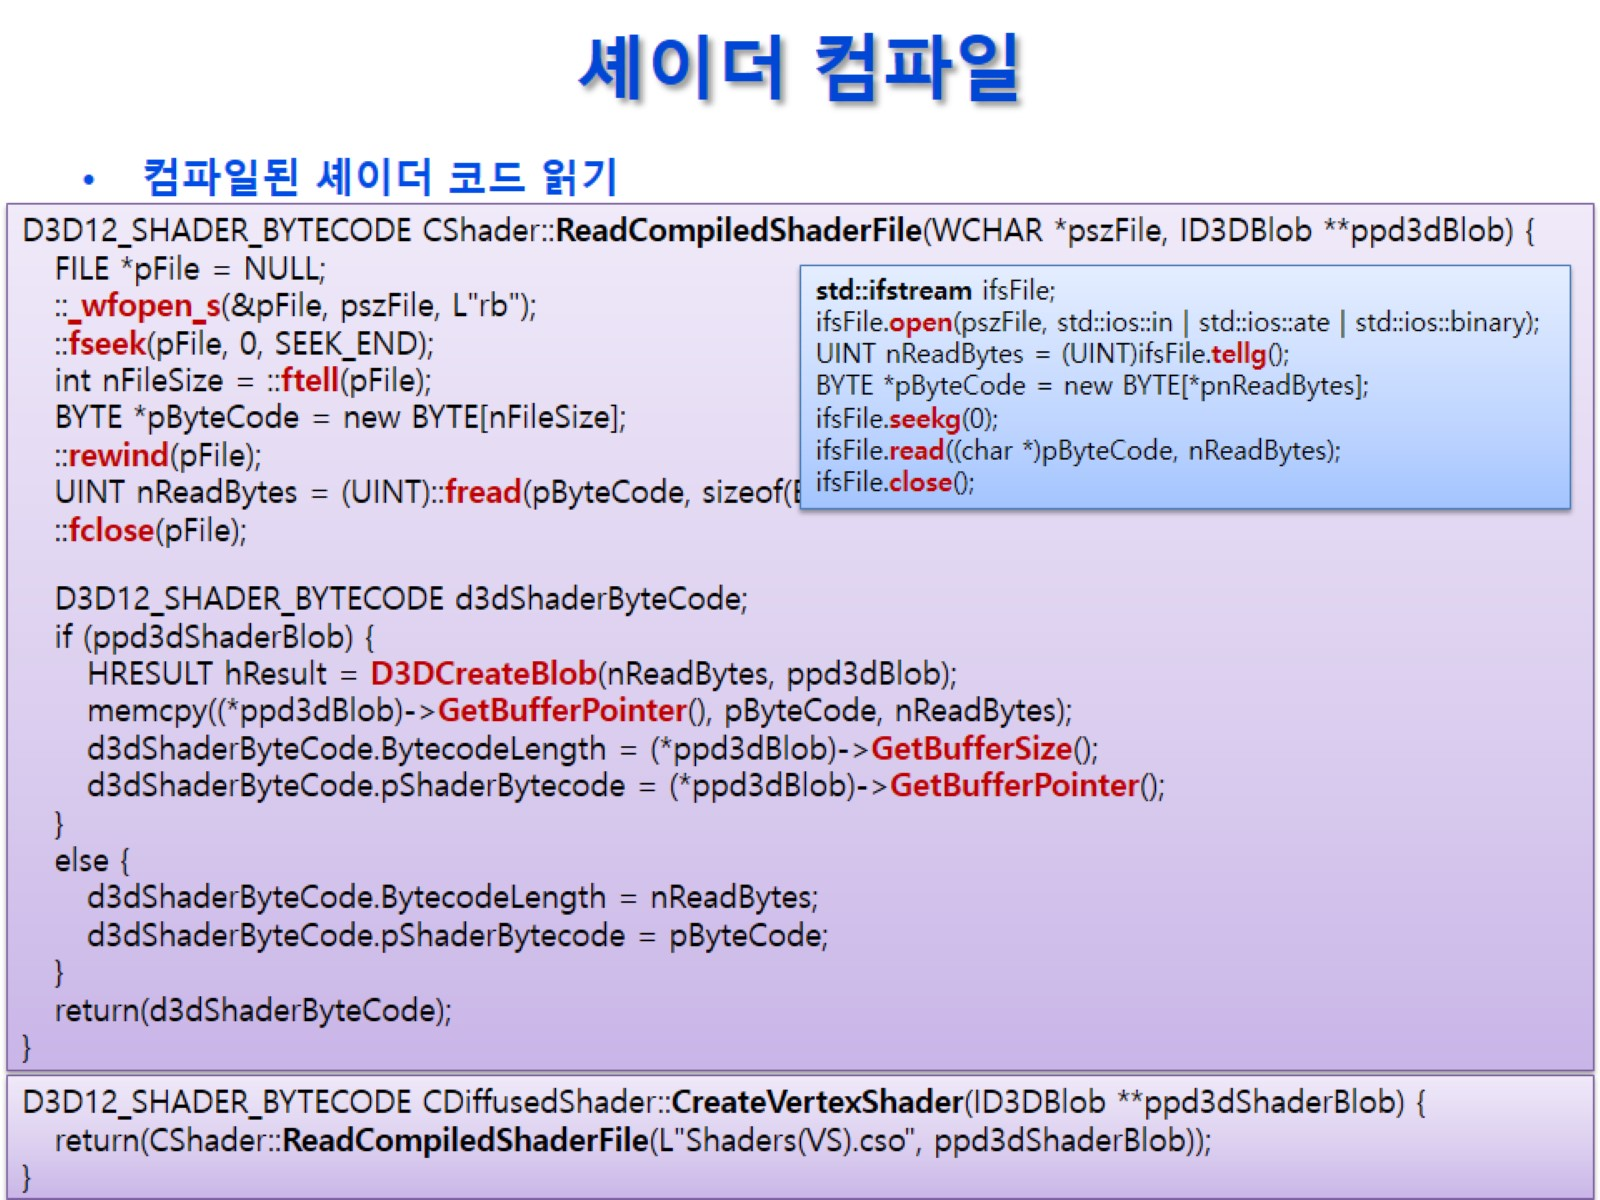 셰이더 컴파일
• 컴파일된 셰이더 코드 읽기
D3D12_SHADER_BYTECODE CShader::ReadCompiledShaderFile(WCHAR *pszFile, ID3DBlob **ppd3dBlob) {
FILE *pFile = NULL;
::_wfopen_s(&pFile, pszFile, L"rb");
::fseek(pFile, 0, SEEK_END);
int nFileSize = ::ftell(pFile);
BYTE *pByteCode = new BYTE[nFileSize];
::rewind(pFile);
UINT nReadBytes = (UINT)::fread(pByteCode, sizeof(
::fclose(pFile);
std::ifstream ifsFile;
ifsFile.open(pszFile, std::ios::in | std::ios::ate | std::ios::binary);
UINT nReadBytes = (UINT)ifsFile.tellg();
BYTE *pByteCode = new BYTE[*pnReadBytes];
ifsFile.seekg(0);
ifsFile.read((char *)pByteCode, nReadBytes);
ifsFile.close();
D3D12_SHADER_BYTECODE d3dShaderByteCode;
if (ppd3dShaderBlob) {
HRESULT hResult = D3DCreateBlob(nReadBytes, ppd3dBlob);
memcpy((*ppd3dBlob)->GetBufferPointer(), pByteCode, nReadBytes);
d3dShaderByteCode.BytecodeLength = (*ppd3dBlob)->GetBufferSize();
d3dShaderByteCode.pShaderBytecode = (*ppd3dBlob)->GetBufferPointer();
}
else {
d3dShaderByteCode.BytecodeLength = nReadBytes;
d3dShaderByteCode.pShaderBytecode = pByteCode;
}
return(d3dShaderByteCode);
}
D3D12_SHADER_BYTECODE CDiffusedShader::CreateVertexShader(ID3DBlob **ppd3dShaderBlob) {
return(CShader::ReadCompiledShaderFile(L"Shaders(VS).cso", ppd3dShaderBlob));
}